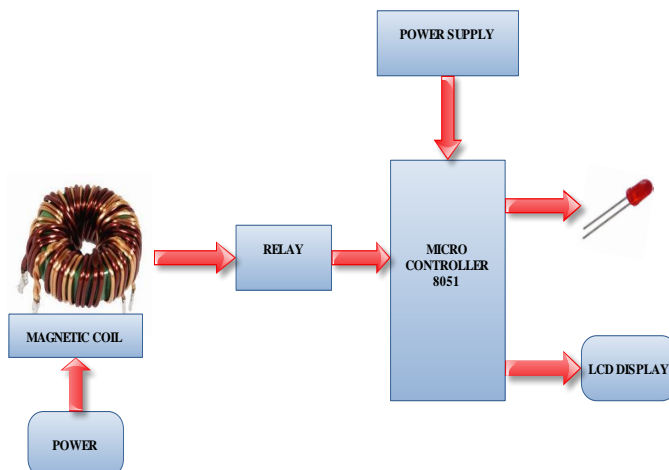 POWER SUPPLY
RELAY
MICRO
CONTROLLER
8051
MAGNETIC COIL
LCD DISPLAY
POWER